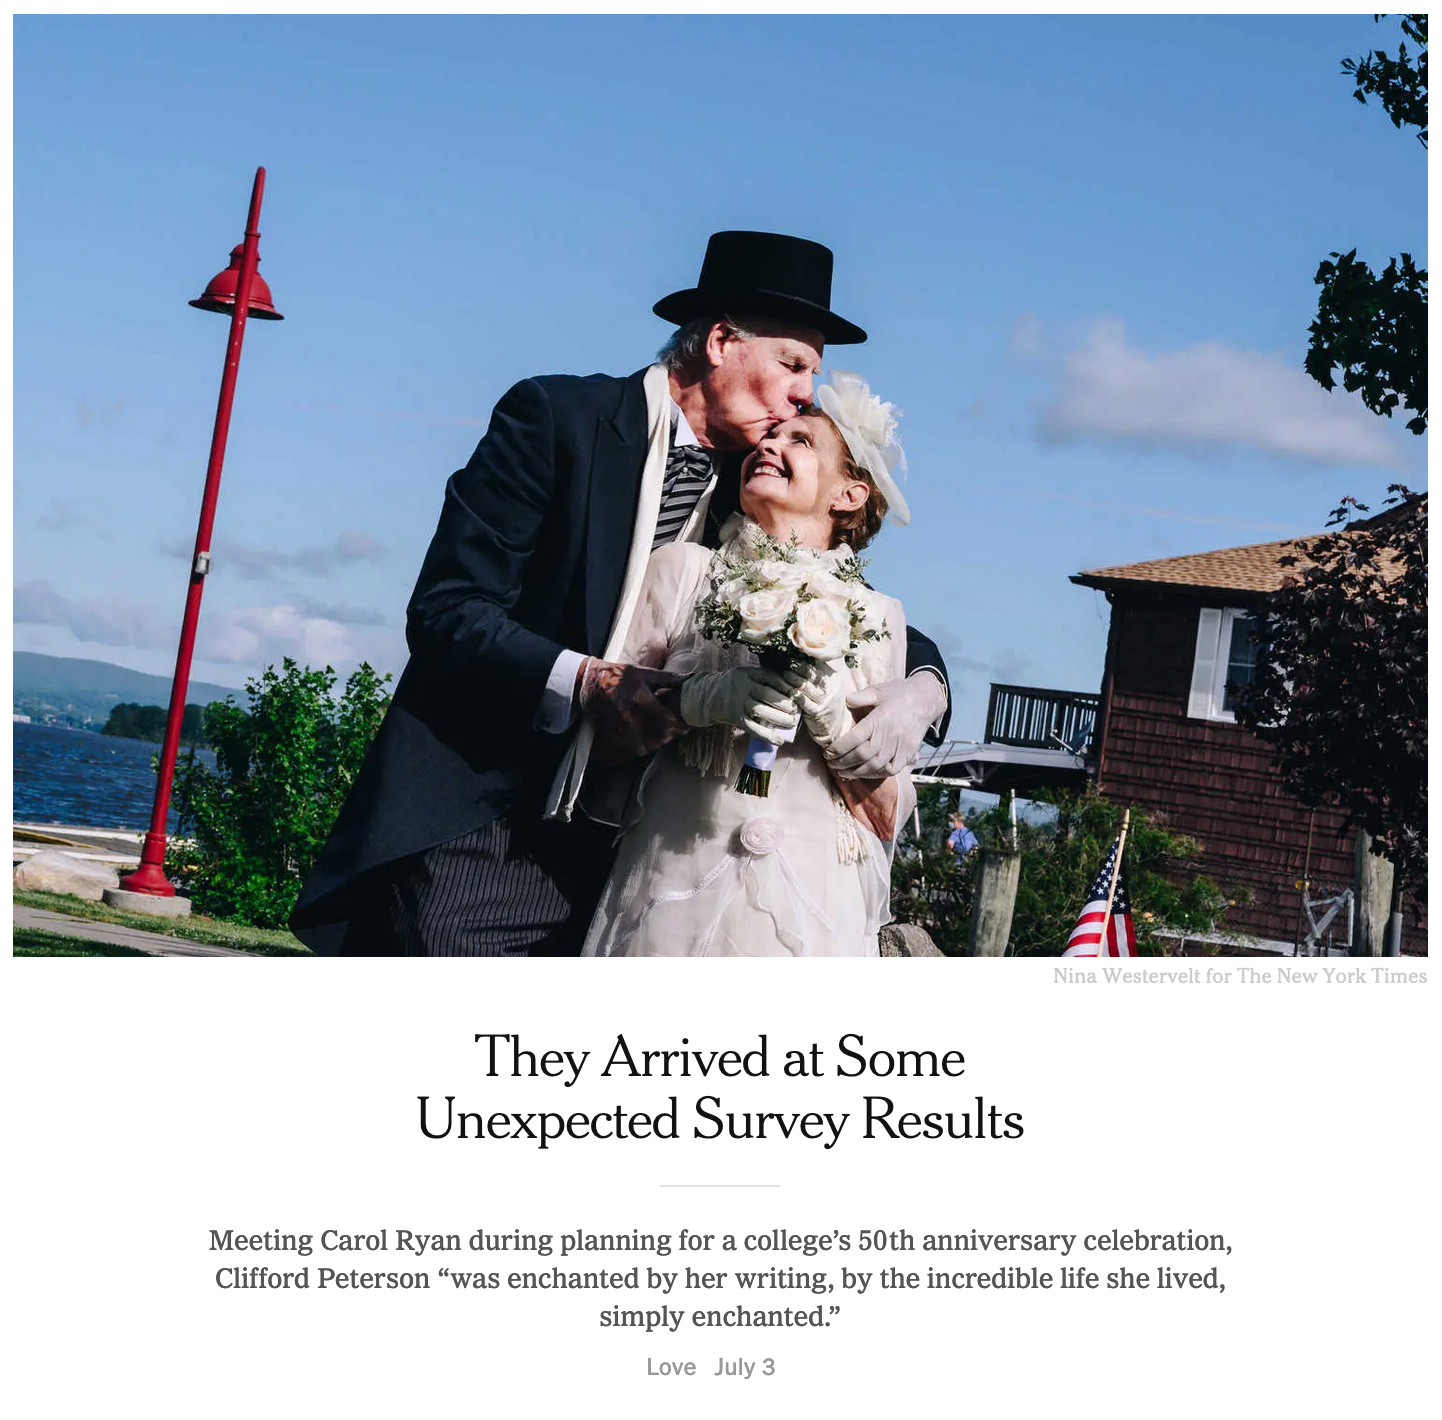 Nina Westervelt for The New York Times
They Arrived at Some
Unexpected Survey Results
Meeting Carol Ryan during planning for a college’s 50th anniversary celebration,
Clifford Peterson “was enchanted by her writing, by the incredible life she lived,
simply enchanted.”
Love July 3